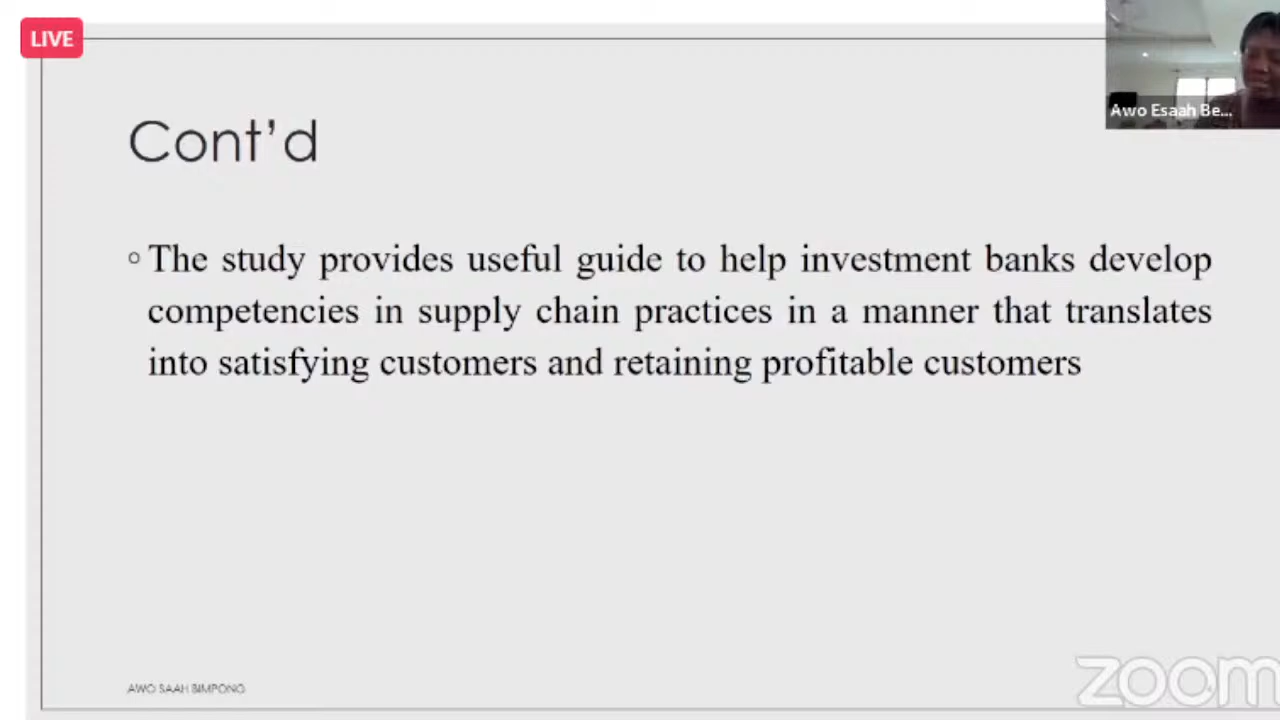 LIVE
Awo Esaah Be...
Cont'd
The study provides useful guide to help investment banks develop
competencies in supply chain practices in a manner that translates
into satisfying customers and retaining profitable customers
AWO SAAH BIMPONG
zoom